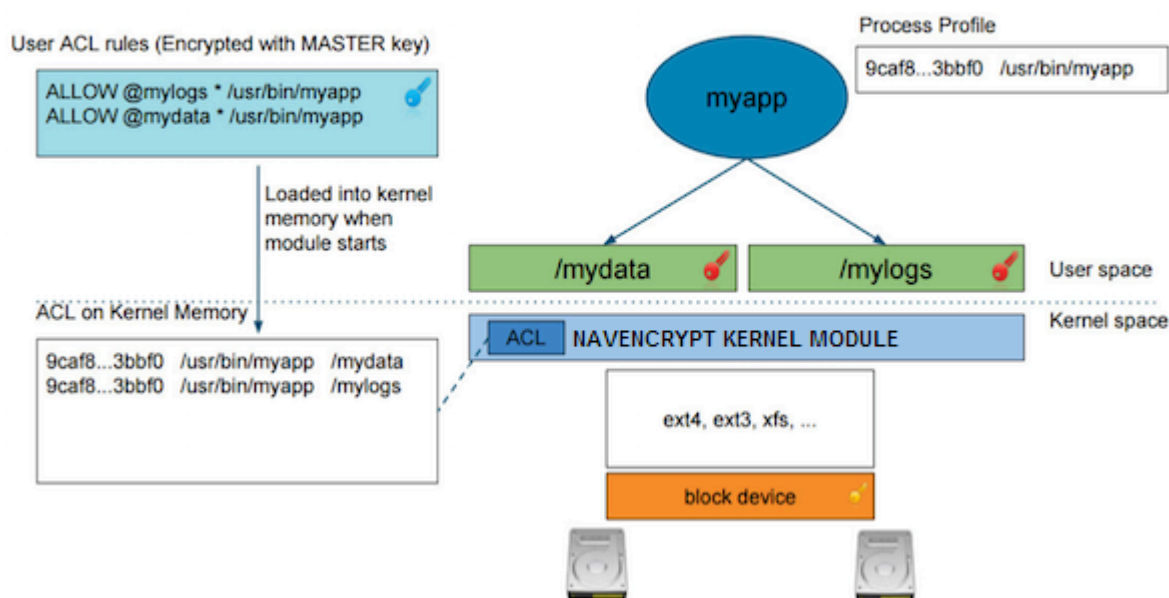 User ACL rules (Encrypted with MASTER key)
ALLOW @mylogs * /usr/bin/myapp
ALLOW @mydata * /usr/bin/myapp
Loaded into kernel
memory when
module starts
ACL on Kernel Memory
9caf8...3bbf0 /usr/bin/myapp /mydata
9caf8...3bbf0 /usr/bin/myapp /mylogs
Process Profile
9caf8...3bbf0 /usr/bin/myapp
myapp
/mydata
/mylogs
User space
Kernel space
ACL
NAVENCRYPT KERNEL MODULE
ext4, ext3, xfs, ...
block device